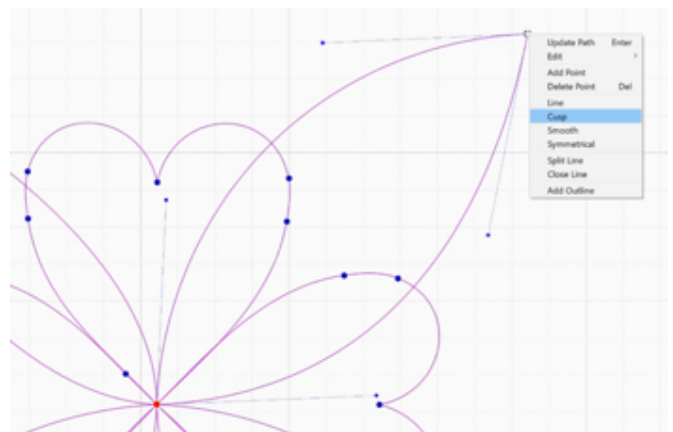 Update Path Enter
Edit
Add Point
Delete Point Del
Line
Cusp
Smooth
Symmetrical
Split Line
Close Line
Add Outline